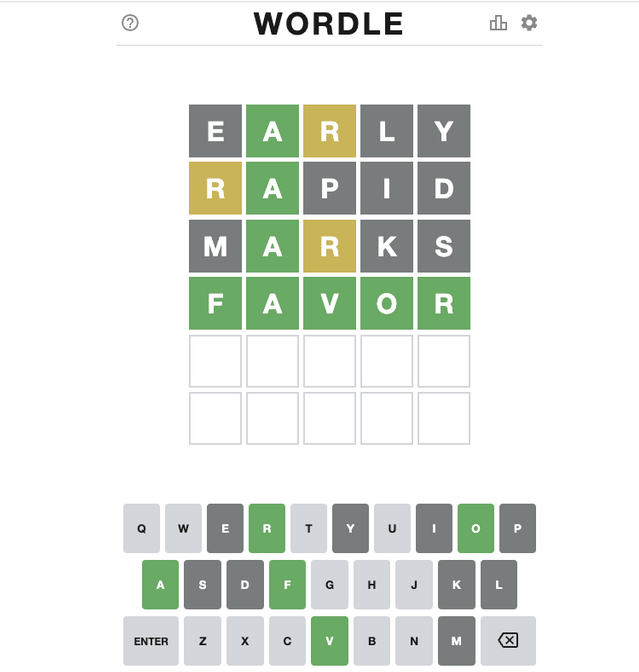 WORDLE
E A R L Y
R A P I D
M A R K S
F A V O R
Q W E R T Y U I O P
A S D F G H J K L
ENTER Z X C V B N M